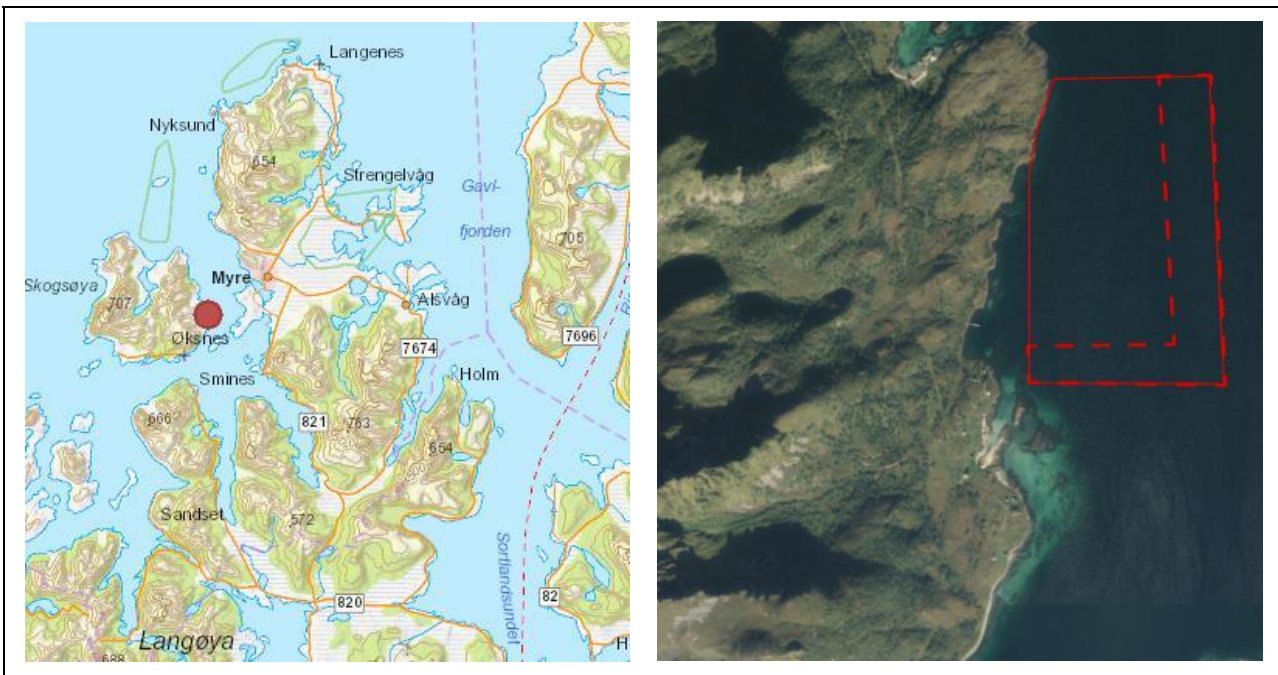 Langenes
Nyksund
654
Strengelvåg
Gavl-
fjorden
705
Myre
Skogsøya
707
Alsvåg
Øksnes
7674
7696
Smines
Holm
821
666
763
654
Sandset
572
Sortlandsundet
820
82
Langøya
688
H